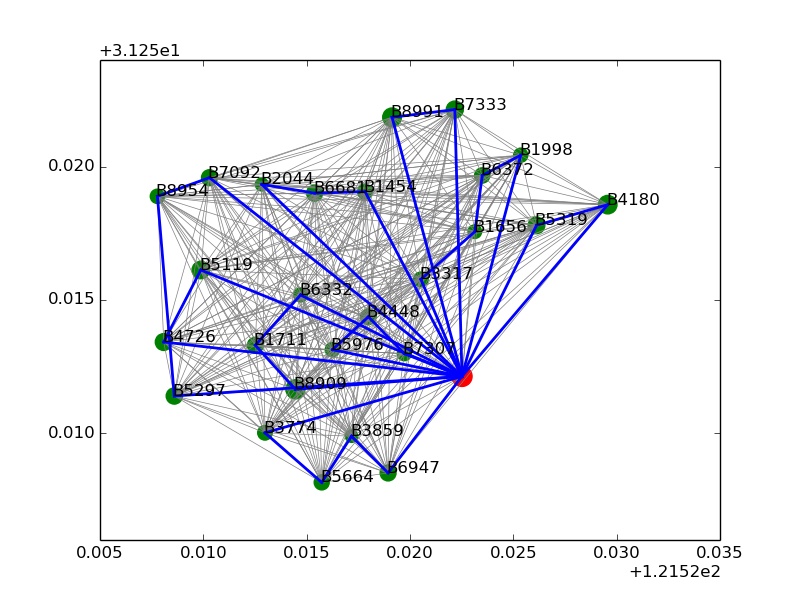 +3.125e1
B8991 B7333
B1998
B7092 B2044 B6372
B8954 B6681 B1454
B4180
B5319
B1656
B5119 B3317
B6332
B4448
B4726 B1711 B5976 B7307
B5297 B8909
B3774 B3859
B5664 B6947
0.020
0.015
0.010
0.005 0.010 0.015 0.020 0.025 0.030 0.035
+1.2152e2